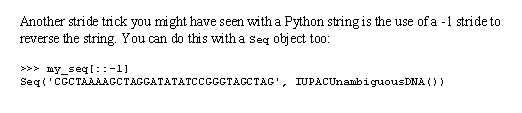 Another stride trick you might have seen with a Python string is the use of a -1 stride to
reverse the string. You can do this with a Seq object too:
>>> my_seq[::-1]
Seq('CGCTAAAAGCTAGGATATATCCGGGTAGCTAG', IUPACUnambiguousDNA())